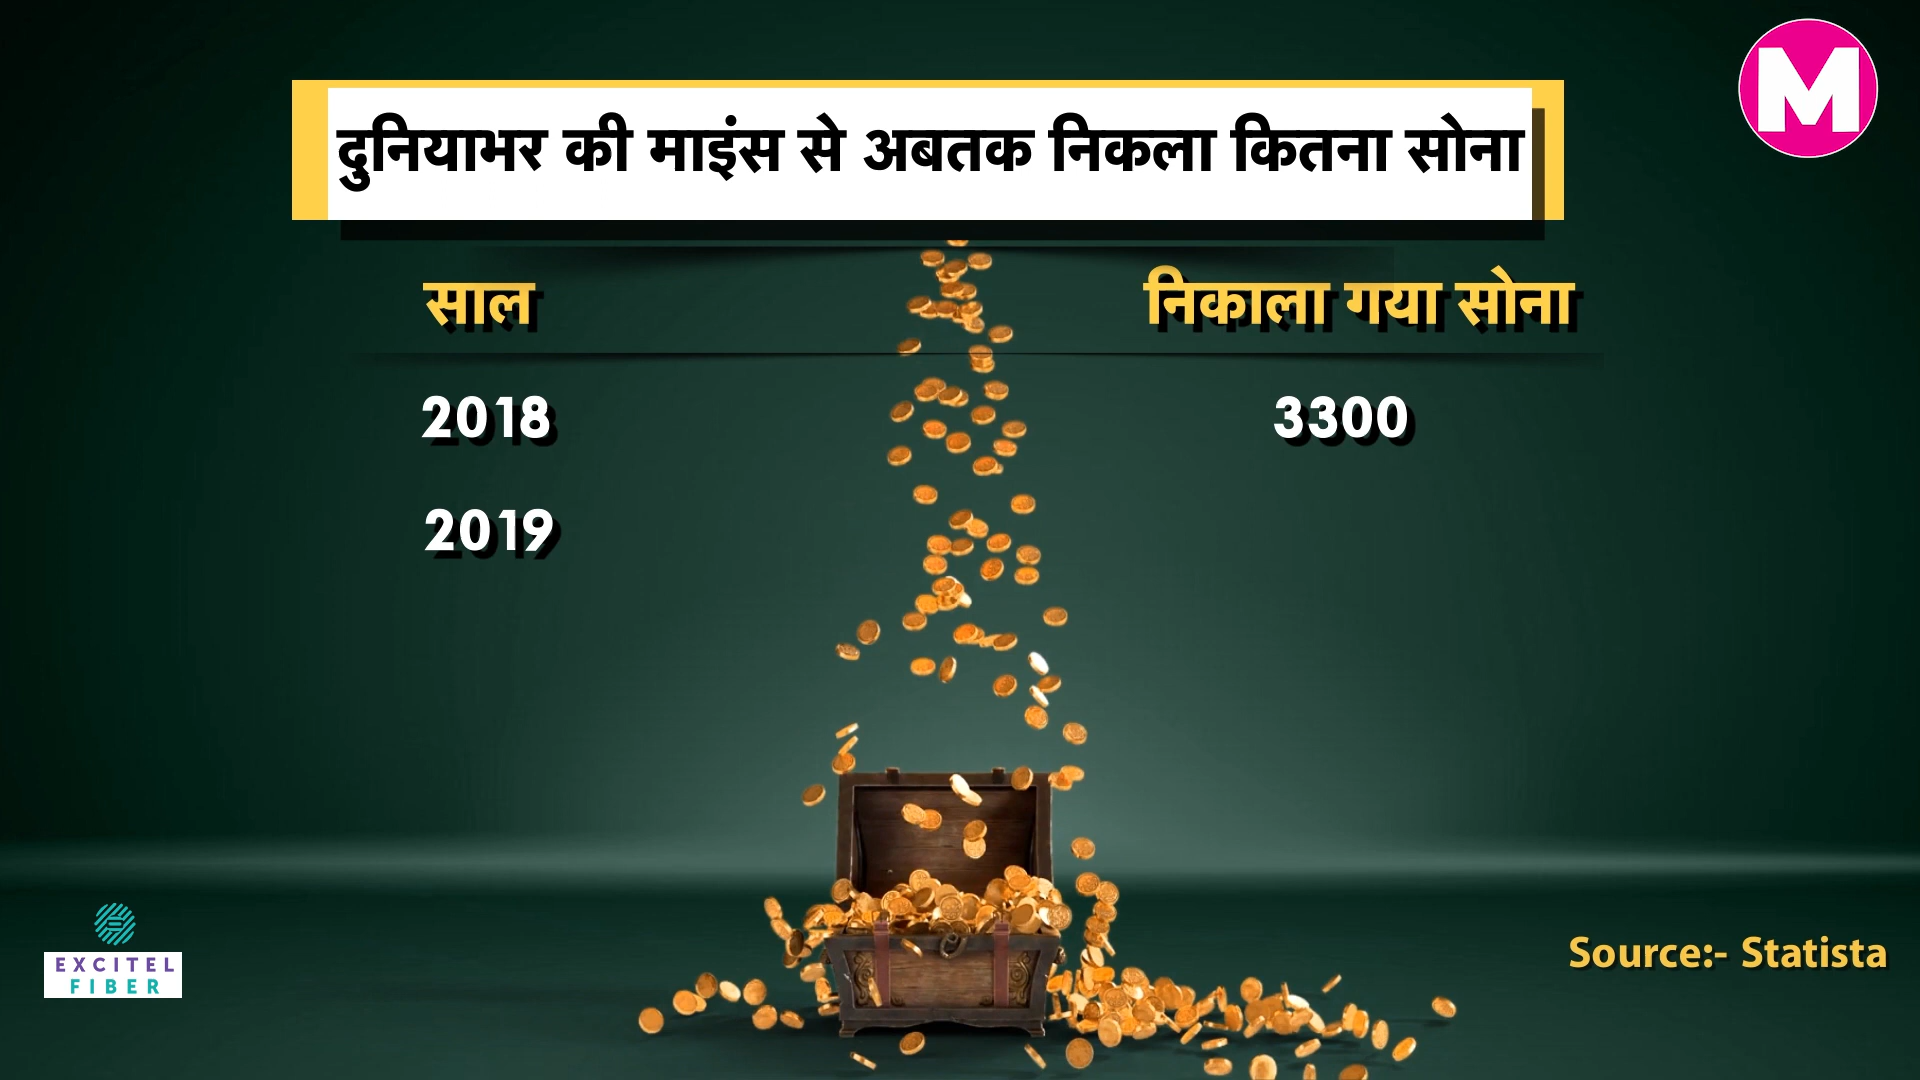 M
दुनियाभर की माइंस से अबतक निकला कितना सोना
साल निकाला गया सोना
2018 3300
2019
Source:- Statista
EXCITEL
FIBER